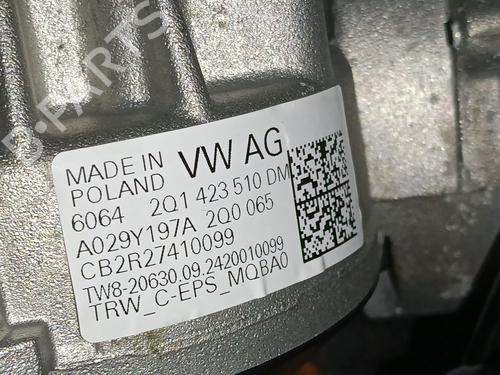 MADE IN
POLAND VW AG
6064 2Q1 423 510 DM
A029Y197A 2Q0 065
CB2R27410099
TW8-20630.09.2420010099
TRW_C-EPS_MQBA0
B-PARTS